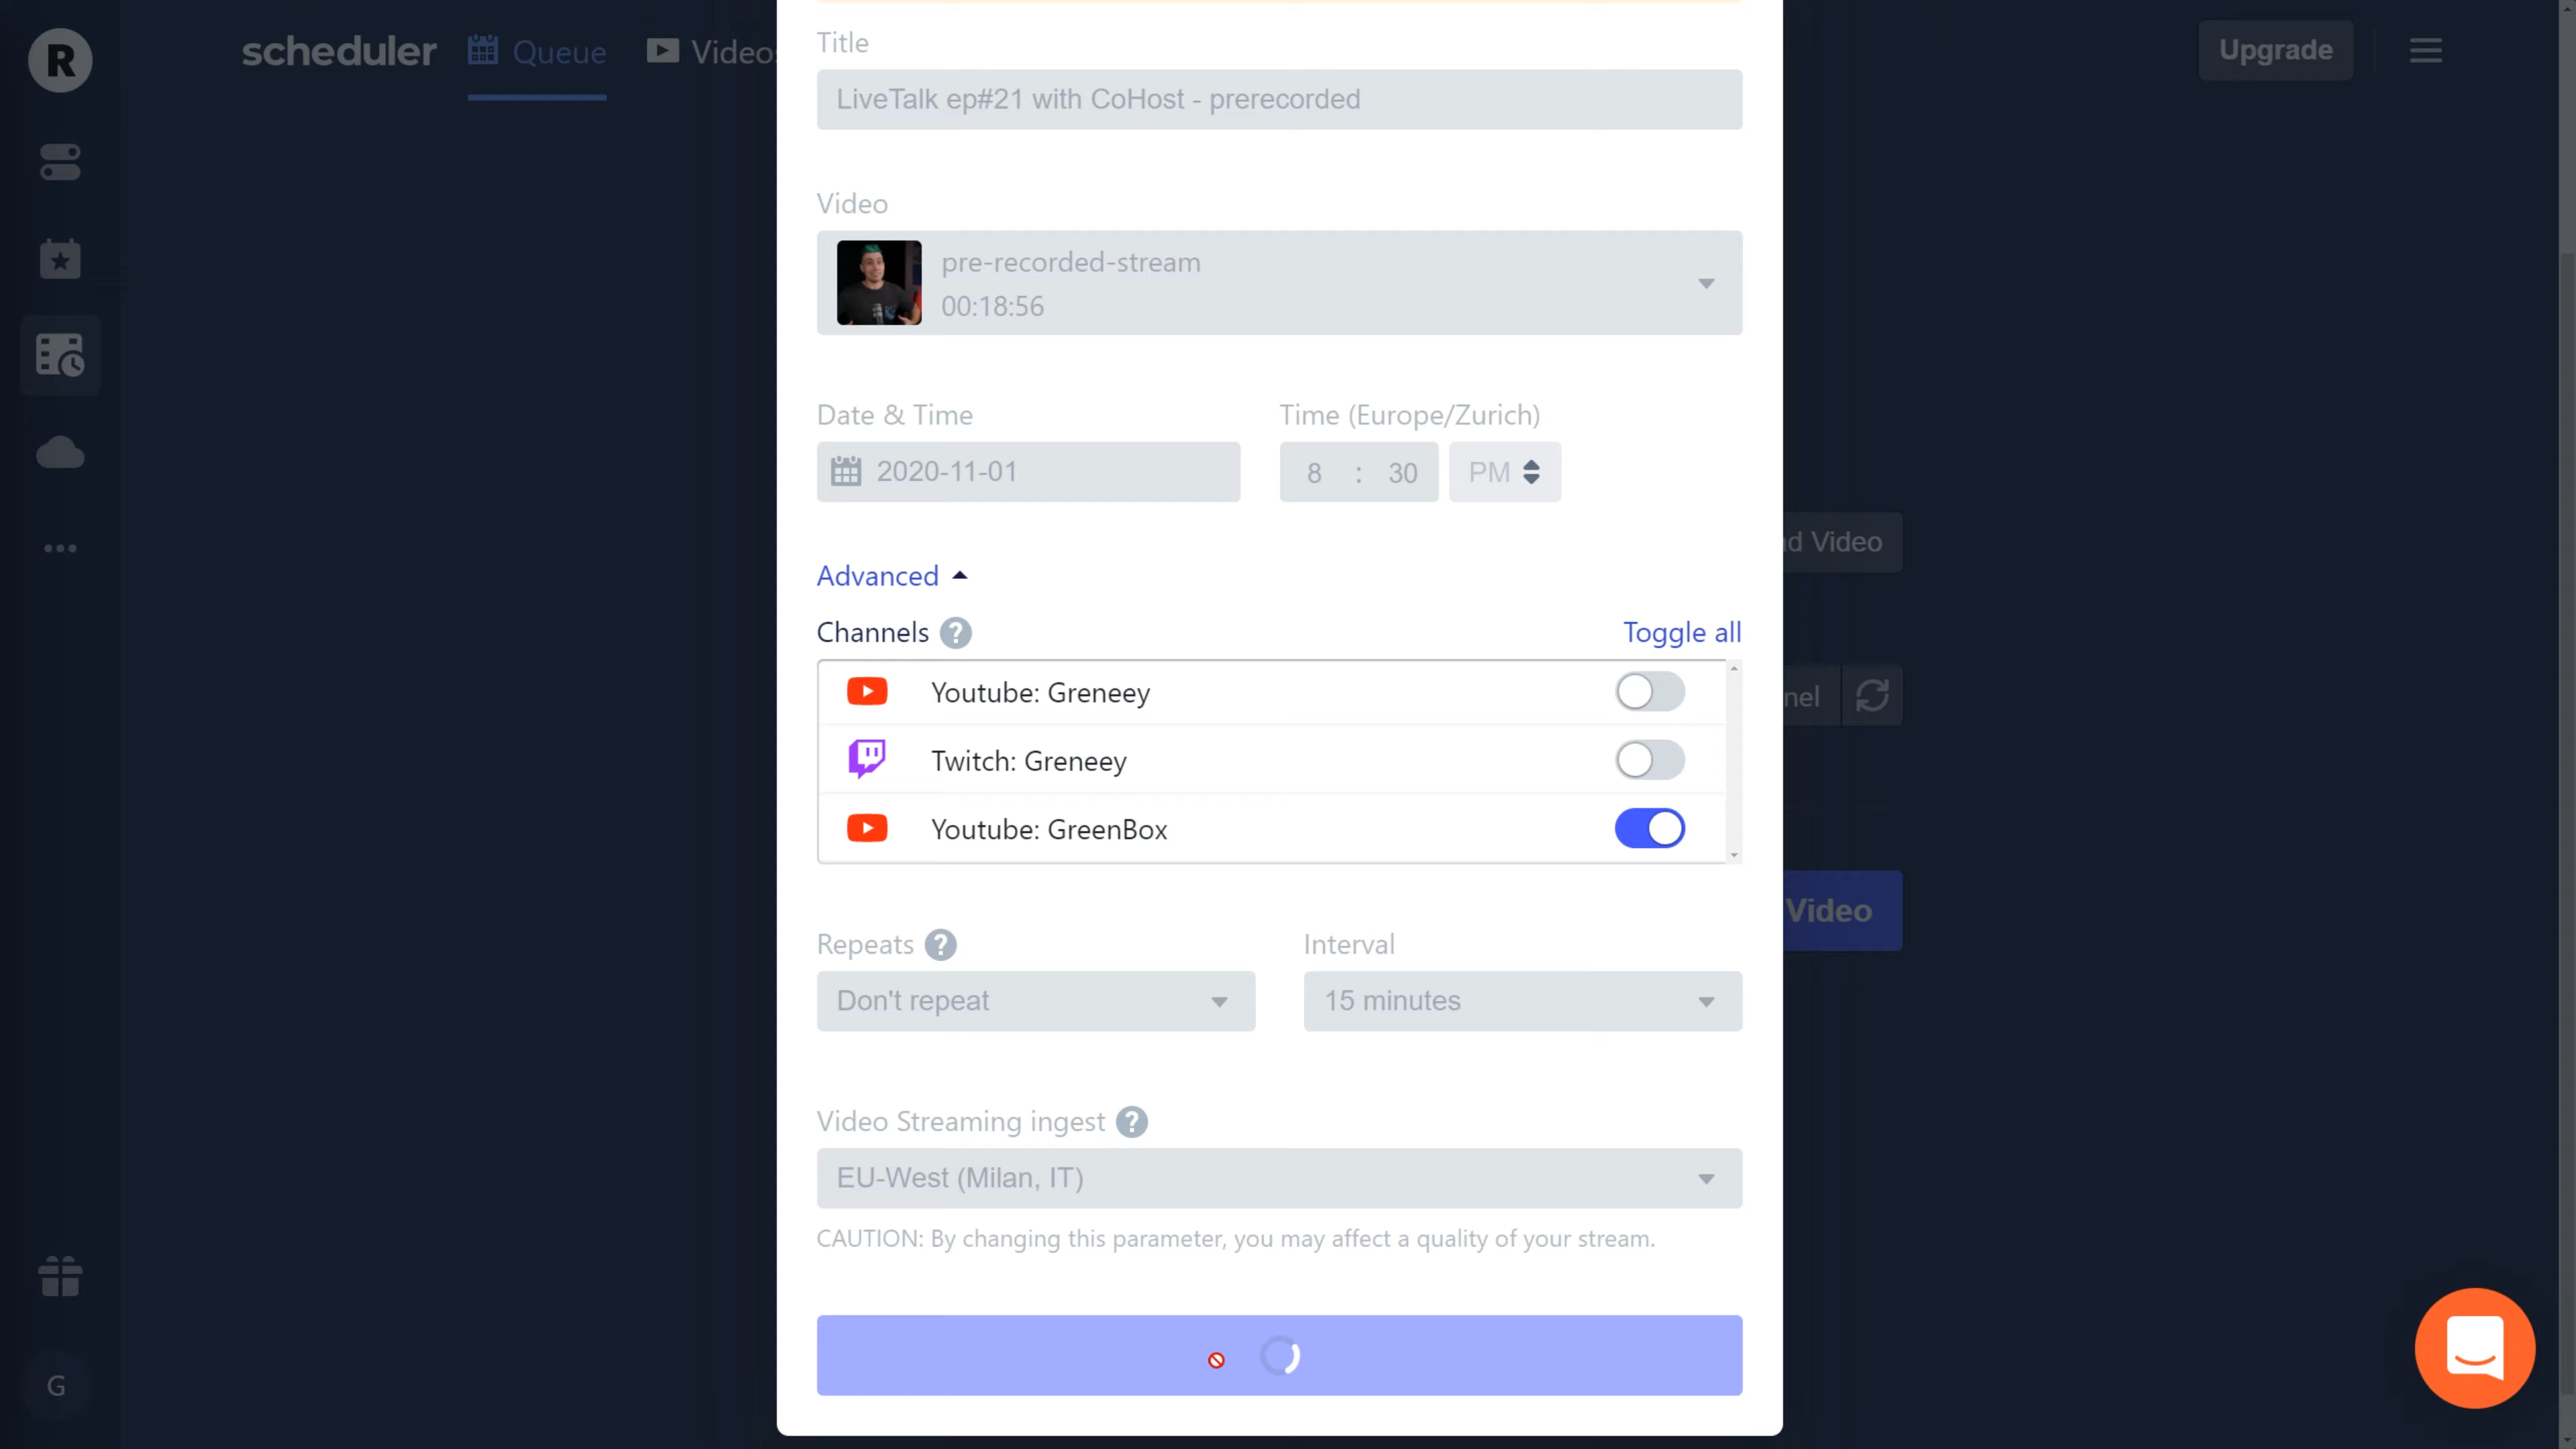 R
scheduler
Queue
Videos
Upgrade
Title
LiveTalk ep#21 with CoHost - prerecorded
Video
pre-recorded-stream
00:18:56
Date & Time
Time (Europe/Zurich)
2020-11-01
8 : 30
PM
d Video
Advanced
Channels ?
Toggle all
Youtube: Greneey
nel
Twitch: Greneey
Youtube: GreenBox
Video
Repeats ?
Interval
Don't repeat
15 minutes
Video Streaming ingest ?
EU-West (Milan, IT)
CAUTION: By changing this parameter, you may affect a quality of your stream.
G